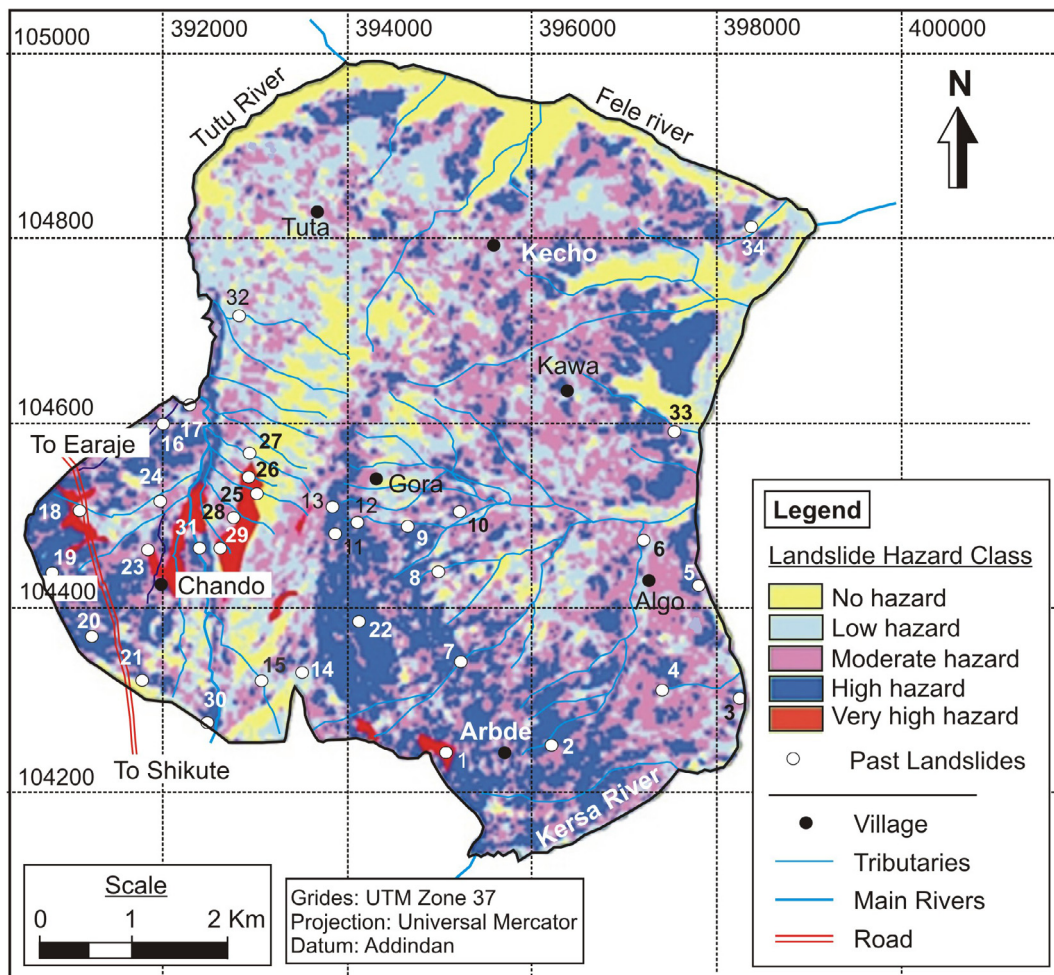 105000
392000
394000
396000
398000
400000
Tutu River
Fele river
N
104800
Tuta
Kecho
34
32
Kawa
104600
33
To Earaje
17
16
27
26
24
25
Gora
18
28
13
12
10
31
29
11
9
6
19
23
8
5
Chando
Algo
104400
20
22
7
21
15
14
4
30
3
Arbde
1
2
To Shikute
Kersa River
104200
Legend
Landslide Hazard Class
No hazard
Low hazard
Moderate hazard
High hazard
Very high hazard
Past Landslides
Village
Tributaries
Main Rivers
Road
Scale
0 1 2 Km
Grides: UTM Zone 37
Projection: Universal Mercator
Datum: Addindan